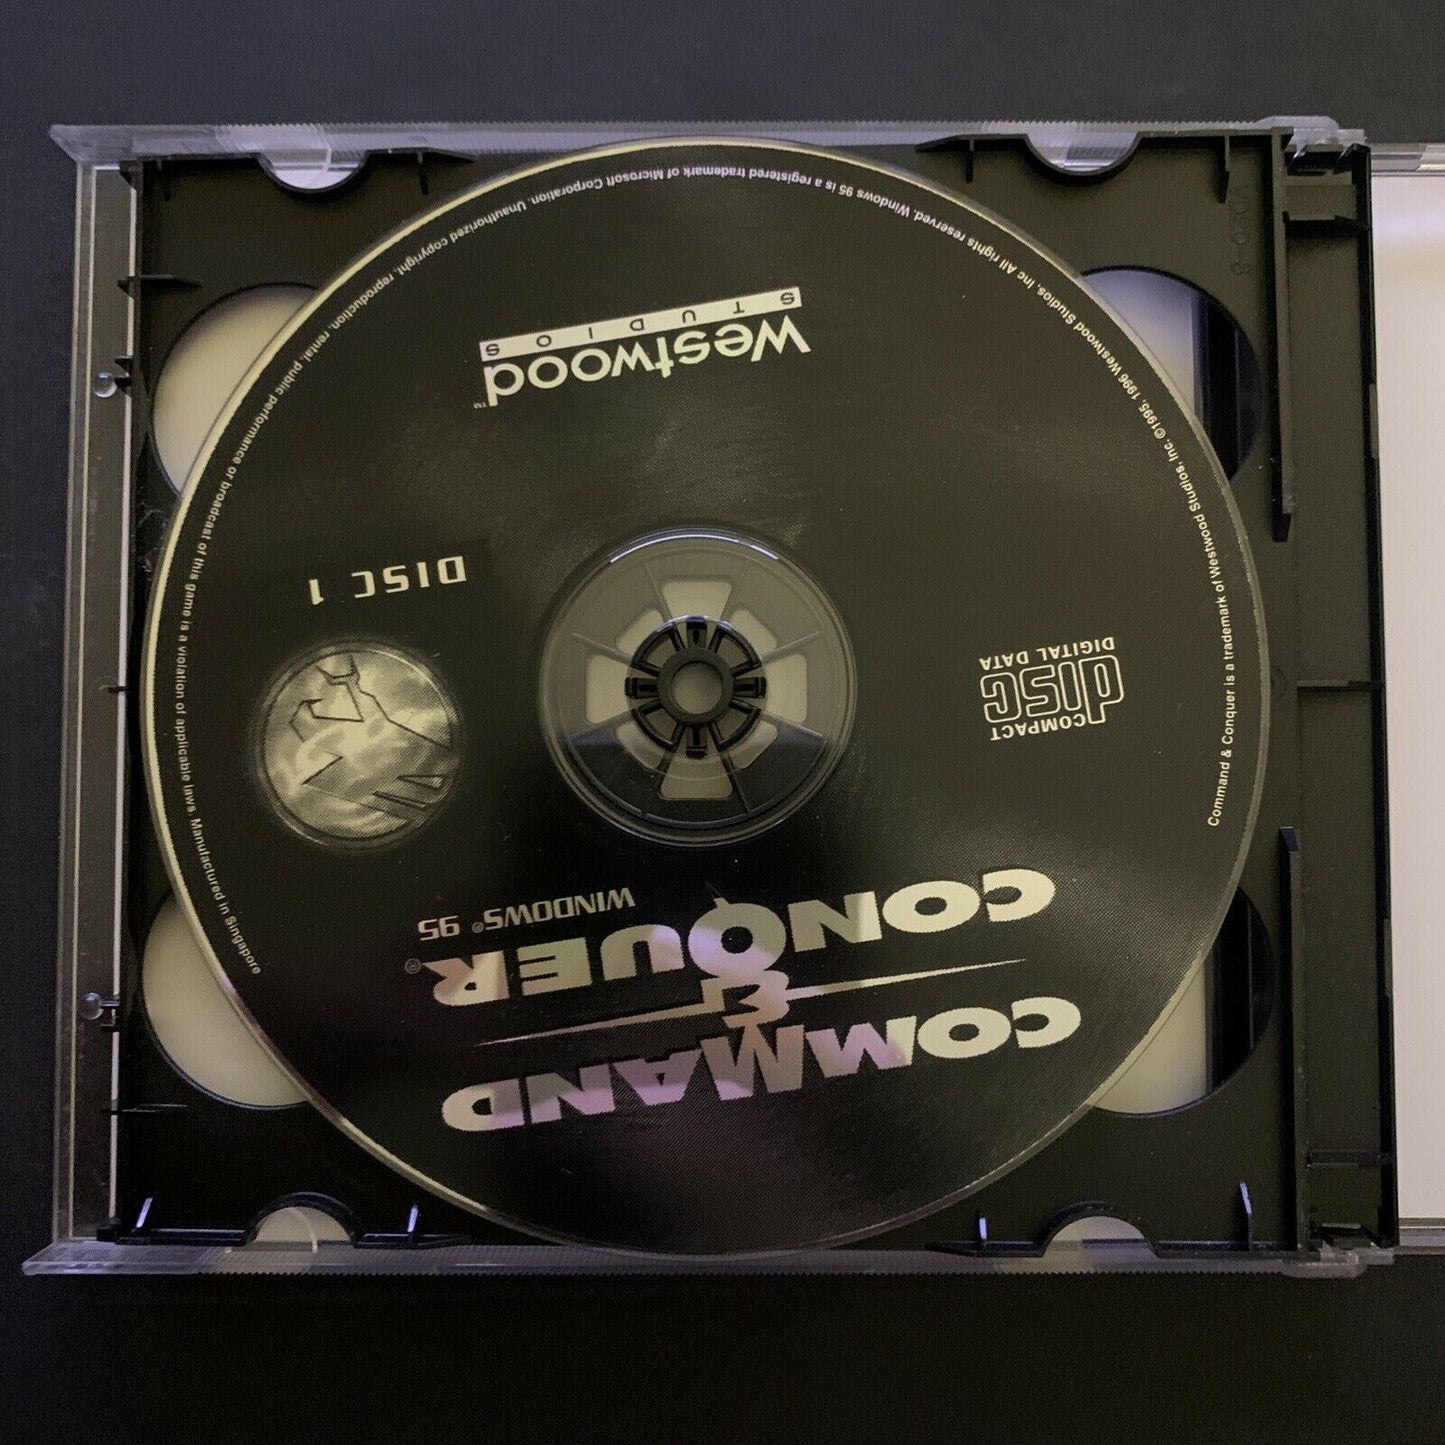 COMMAND
&
CONQUER®
WINDOWS® 95
COMPACT
disc
DIGITAL DATA
DISC 1
Westwood™
STUDIOS
Command & Conquer is a trademark of Westwood Studios, Inc. ©1995, 1996 Westwood Studios, Inc All rights reserved. Windows 95 is a registered trademark of Microsoft Corporation. Unauthorized copyright, reproduction, rental, public performance or broadcast of this game is a violation of applicable laws. Manufactured in Singapore